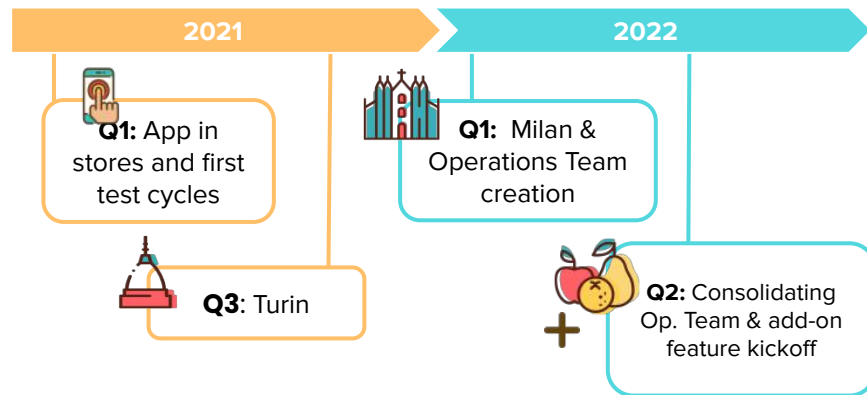 2021
2022
Q1: App in
stores and first
test cycles
Q3: Turin
Q1: Milan &
Operations Team
creation
Q2: Consolidating
Op. Team & add-on
feature kickoff